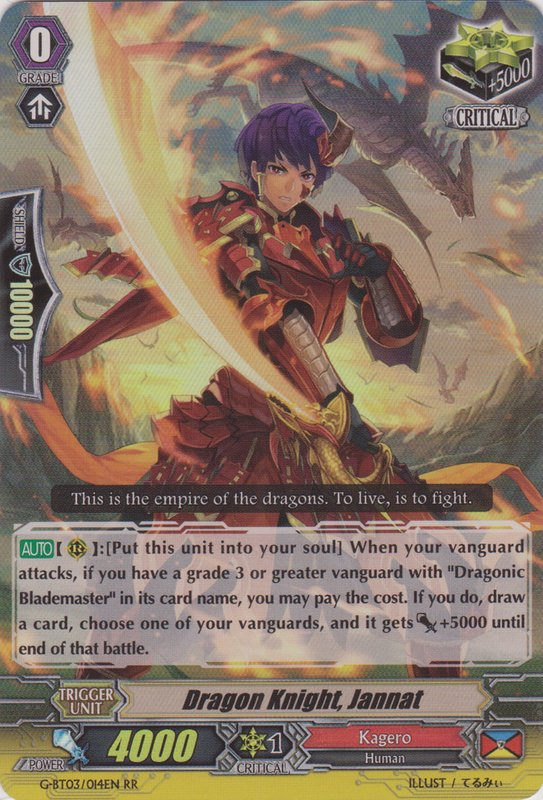 0
GRADE
+5000
CRITICAL
SHIELD
10000
This is the empire of the dragons. To live, is to fight.
AUTO【 R 】:[Put this unit into your soul] When your vanguard
attacks, if you have a grade 3 or greater vanguard with "Dragonic
Blademaster" in its card name, you may pay the cost. If you do, draw
a card, choose one of your vanguards, and it gets +5000 until
end of that battle.
TRIGGER
UNIT
Dragon Knight, Jannat
POWER
4000
1
CRITICAL
Kagero
Human
G-BT03/014EN RR
ILLUST / てるみぃ